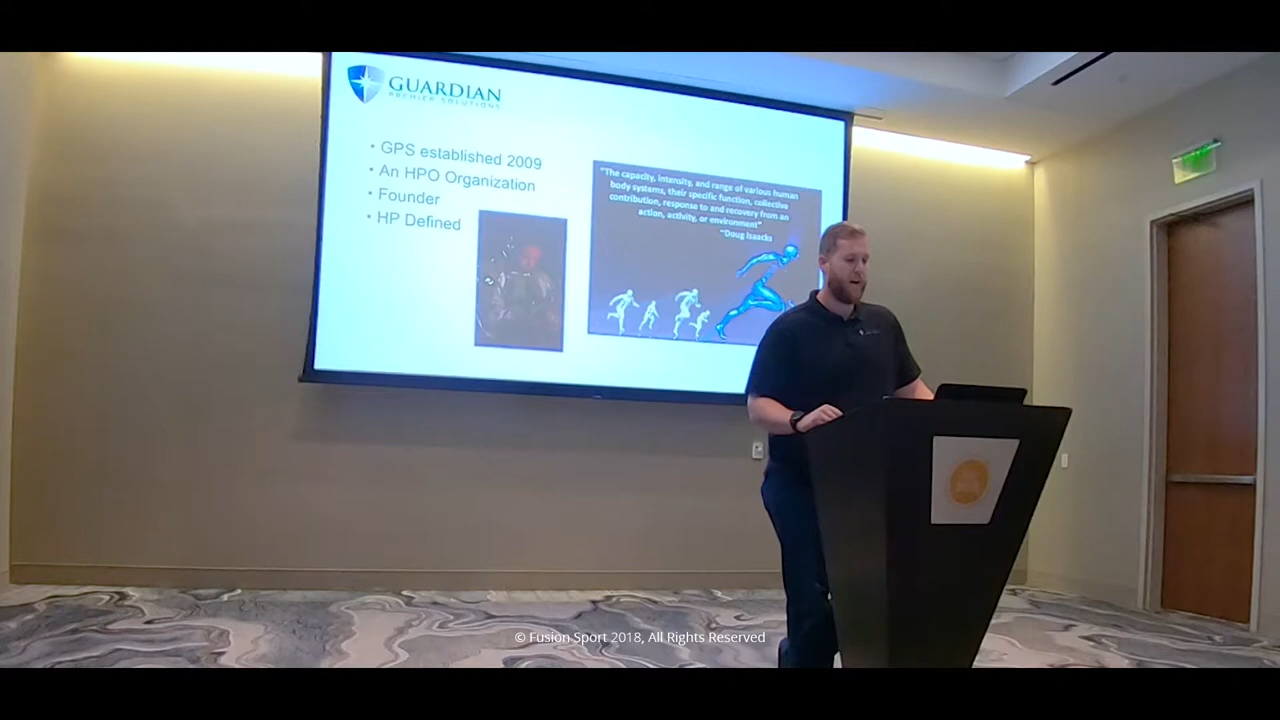 GUARDIAN
PREMIER SOLUTIONS
• GPS established 2009
• An HPO Organization
• Founder
• HP Defined
"The capacity, intensity, and range of various human
body systems, their specific function, collective
contribution, response to and recovery from an
action, activity, or environment"
~Doug Isaacks
© Fusion Sport 2018, All Rights Reserved